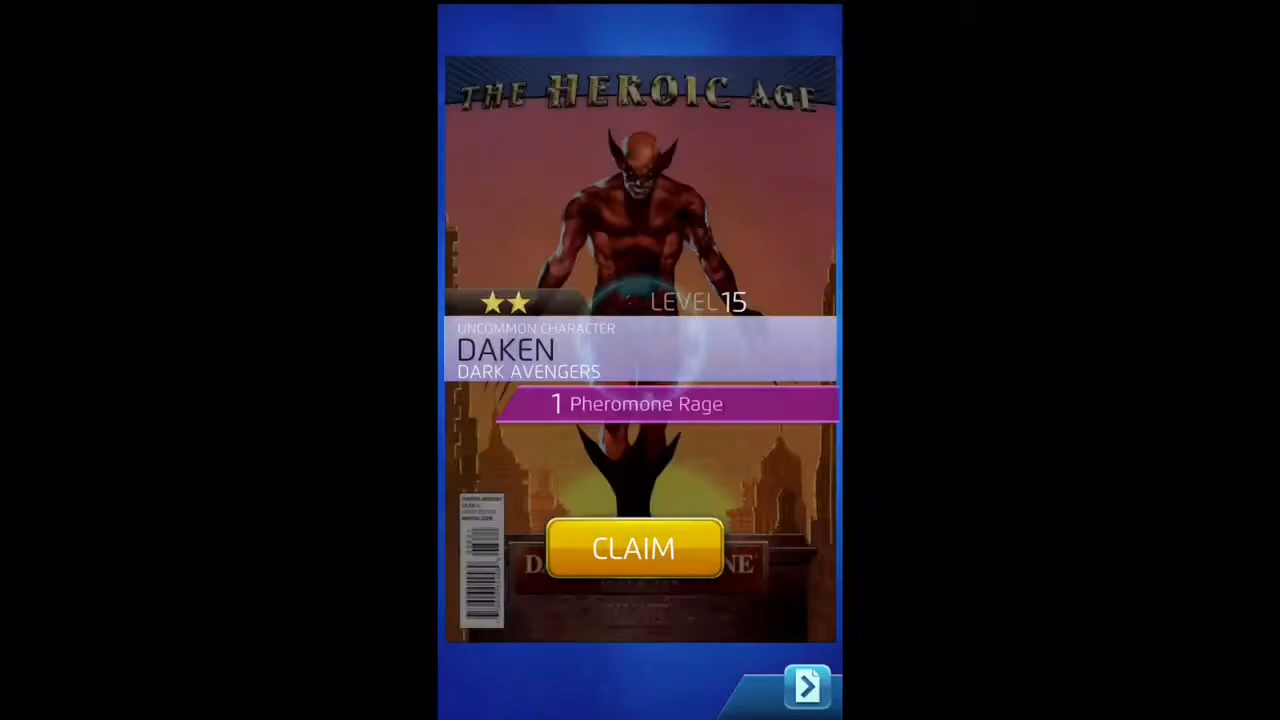 THE HEROIC AGE
LEVEL 15
UNCOMMON CHARACTER
DAKEN
DARK AVENGERS
1 Pheromone Rage
CLAIM